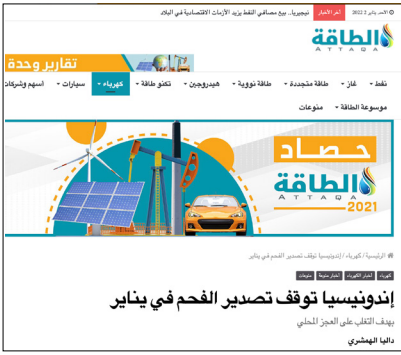 الأحد, يناير 2 2022 آخر الأخبار نيجيريا.. بيع مصافي النفط يزيد الأزمات الاقتصادية في البلاد
الطاقة
ATTAQA
تقارير وحدة
نفط غاز طاقة متجددة طاقة نووية هيدروجين تكنو طاقة كهرباء سيارات أسهم وشركات
موسوعة الطاقة منوعات
حصاد
الطاقة
ATTAQA
2021
الرئيسية / كهرباء / إندونيسيا توقف تصدير الفحم في يناير
كهرباء أخبار الكهرباء أخبار منوعة منوعات
إندونيسيا توقف تصدير الفحم في يناير
بهدف التغلب على العجز المحلي
داليا الهمشري